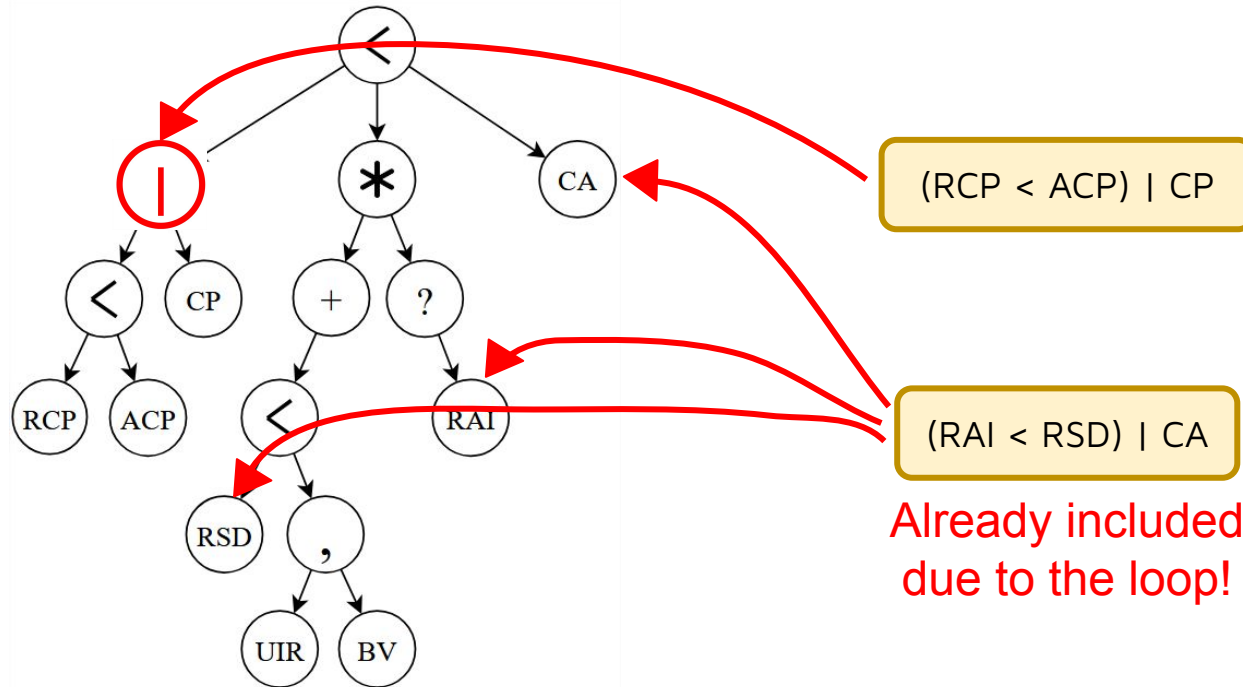 <
|
*
CA
(RCP < ACP) | CP
<
CP
+
?
RCP
ACP
<
RAI
(RAI < RSD) | CA
RSD
,
Already included
due to the loop!
UIR
BV